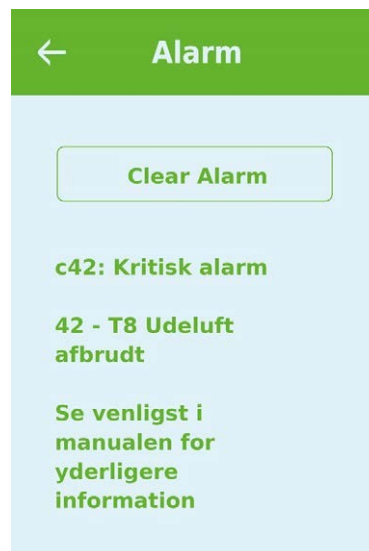 Alarm
Clear Alarm
c42: Kritisk alarm
42 - T8 Udeluft
afbrudt
Se venligst i
manualen for
yderligere
information